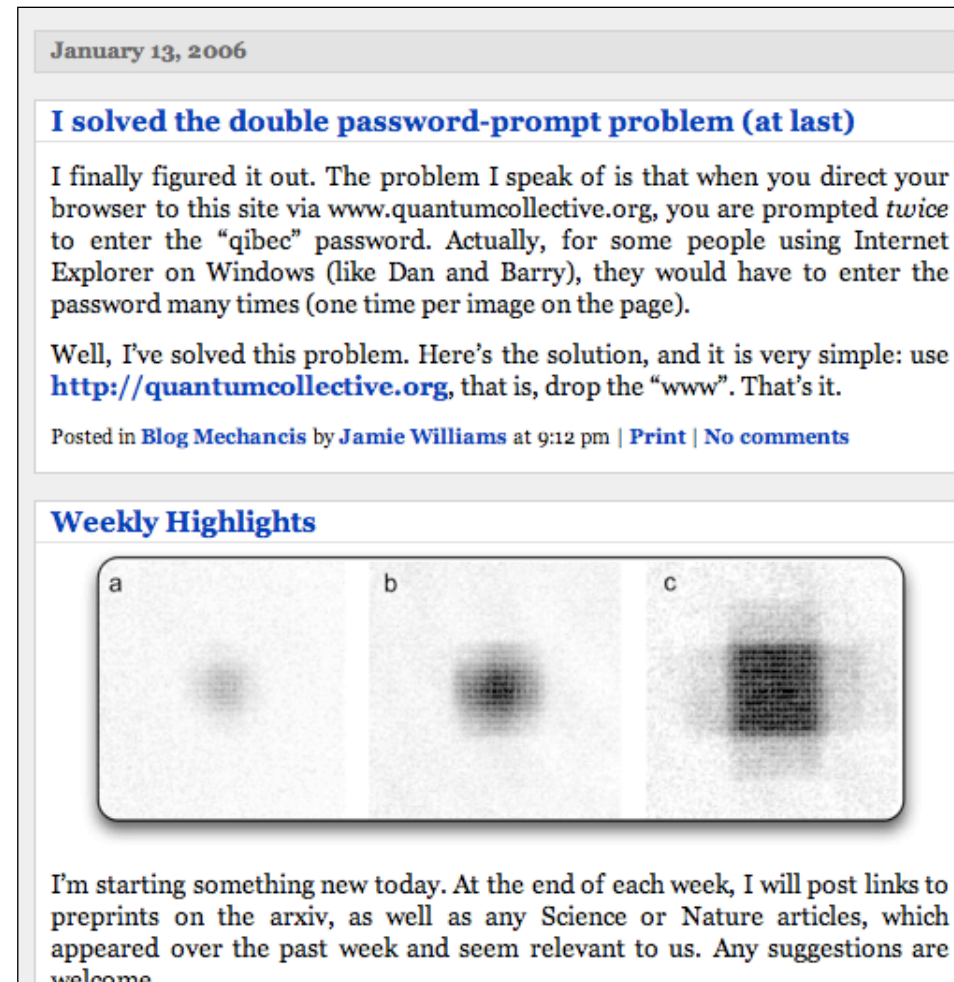 January 13, 2006
I solved the double password-prompt problem (at last)
I finally figured it out. The problem I speak of is that when you direct your
browser to this site via www.quantumcollective.org, you are prompted twice
to enter the “qibec” password. Actually, for some people using Internet
Explorer on Windows (like Dan and Barry), they would have to enter the
password many times (one time per image on the page).
Well, I’ve solved this problem. Here’s the solution, and it is very simple: use
http://quantumcollective.org, that is, drop the “www”. That’s it.
Posted in Blog Mechancis by Jamie Williams at 9:12 pm | Print | No comments
Weekly Highlights
a b c
I’m starting something new today. At the end of each week, I will post links to
preprints on the arxiv, as well as any Science or Nature articles, which
appeared over the past week and seem relevant to us. Any suggestions are
welcome